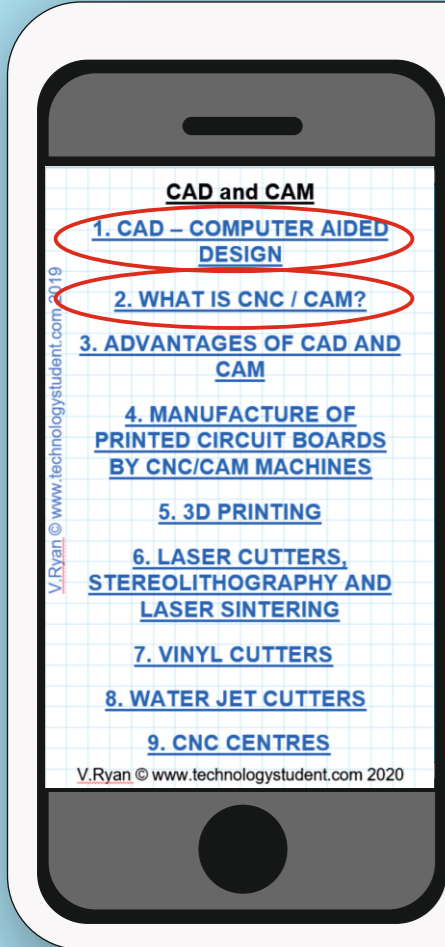 CAD and CAM
1. CAD – COMPUTER AIDED
DESIGN
2. WHAT IS CNC / CAM?
3. ADVANTAGES OF CAD AND
CAM
4. MANUFACTURE OF
PRINTED CIRCUIT BOARDS
BY CNC/CAM MACHINES
5. 3D PRINTING
6. LASER CUTTERS,
STEREOLITHOGRAPHY AND
LASER SINTERING
7. VINYL CUTTERS
8. WATER JET CUTTERS
9. CNC CENTRES
V.Ryan © www.technologystudent.com 2020
V.Ryan © www.technologystudent.com 2019